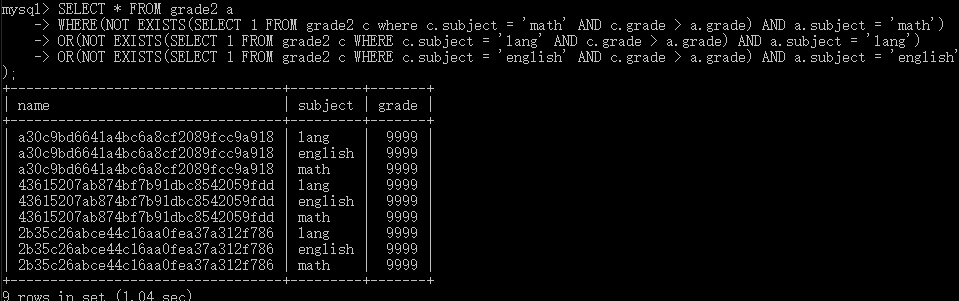 mysql> SELECT * FROM grade2 a
-> WHERE(NOT EXISTS(SELECT 1 FROM grade2 c where c.subject = 'math' AND c.grade > a.grade) AND a.subject = 'math')
-> OR(NOT EXISTS(SELECT 1 FROM grade2 c WHERE c.subject = 'lang' AND c.grade > a.grade) AND a.subject = 'lang')
-> OR(NOT EXISTS(SELECT 1 FROM grade2 c WHERE c.subject = 'english' AND c.grade > a.grade) AND a.subject = 'english'
);
+----------------------------------+---------+-------+
| name | subject | grade |
+----------------------------------+---------+-------+
| a30c9bd6641a4bc6a8cf2089fcc9a918 | lang | 9999 |
| a30c9bd6641a4bc6a8cf2089fcc9a918 | english | 9999 |
| a30c9bd6641a4bc6a8cf2089fcc9a918 | math | 9999 |
| 43615207ab874bf7b91dbc8542059fdd | lang | 9999 |
| 43615207ab874bf7b91dbc8542059fdd | english | 9999 |
| 43615207ab874bf7b91dbc8542059fdd | math | 9999 |
| 2b35c26abce44c16aa0fea37a312f786 | lang | 9999 |
| 2b35c26abce44c16aa0fea37a312f786 | english | 9999 |
| 2b35c26abce44c16aa0fea37a312f786 | math | 9999 |
+----------------------------------+---------+-------+
9 rows in set (1.04 sec)